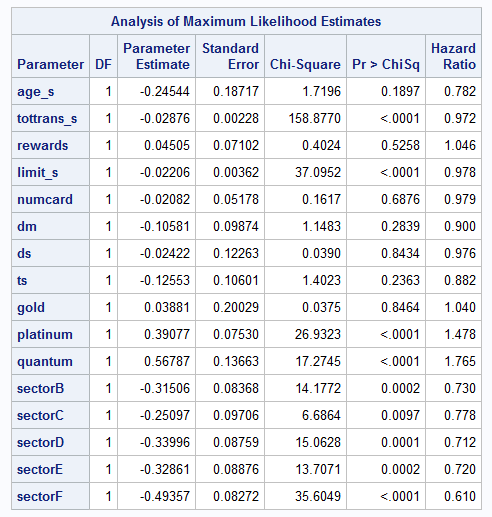 Analysis of Maximum Likelihood Estimates
Parameter DF Parameter Estimate Standard Error Chi-Square Pr > ChiSq Hazard Ratio
age_s 1 -0.24544 0.18717 1.7196 0.1897 0.782
tottrans_s 1 -0.02876 0.00228 158.8770 <.0001 0.972
rewards 1 0.04505 0.07102 0.4024 0.5258 1.046
limit_s 1 -0.02206 0.00362 37.0952 <.0001 0.978
numcard 1 -0.02082 0.05178 0.1617 0.6876 0.979
dm 1 -0.10581 0.09874 1.1483 0.2839 0.900
ds 1 -0.02422 0.12263 0.0390 0.8434 0.976
ts 1 -0.12553 0.10601 1.4023 0.2363 0.882
gold 1 0.03881 0.20029 0.0375 0.8464 1.040
platinum 1 0.39077 0.07530 26.9323 <.0001 1.478
quantum 1 0.56787 0.13663 17.2745 <.0001 1.765
sectorB 1 -0.31506 0.08368 14.1772 0.0002 0.730
sectorC 1 -0.25097 0.09706 6.6864 0.0097 0.778
sectorD 1 -0.33996 0.08759 15.0628 0.0001 0.712
sectorE 1 -0.32861 0.08876 13.7071 0.0002 0.720
sectorF 1 -0.49357 0.08272 35.6049 <.0001 0.610